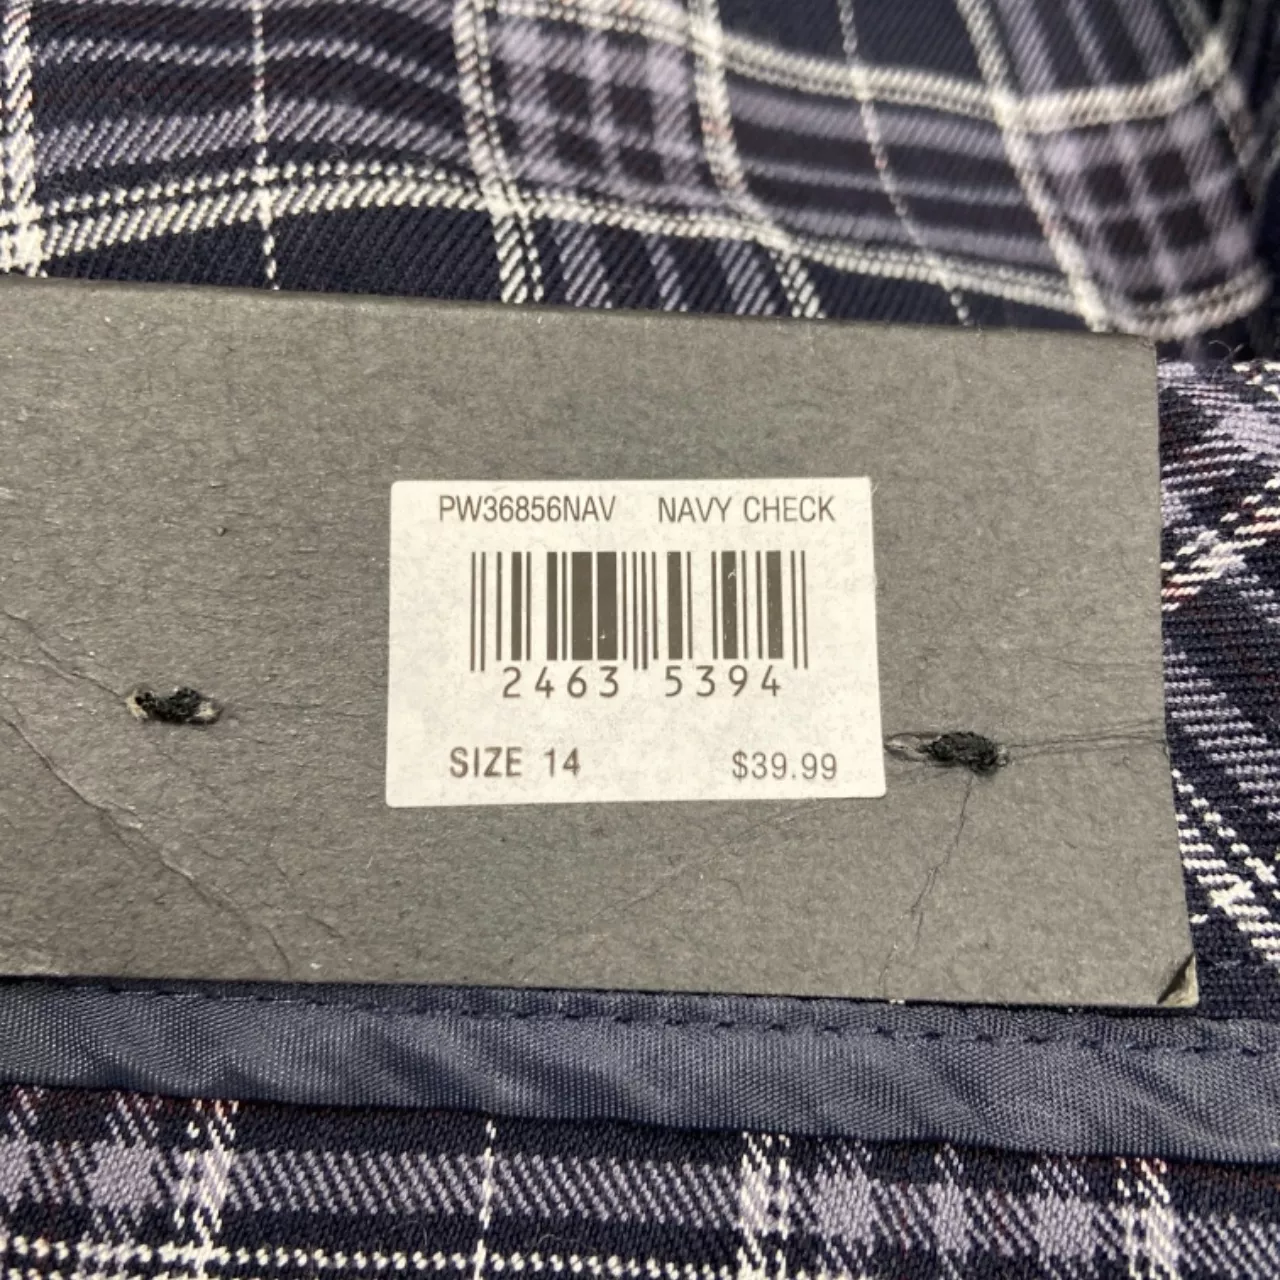 PW36856NAV NAVY CHECK
2463 5394
SIZE 14 $39.99